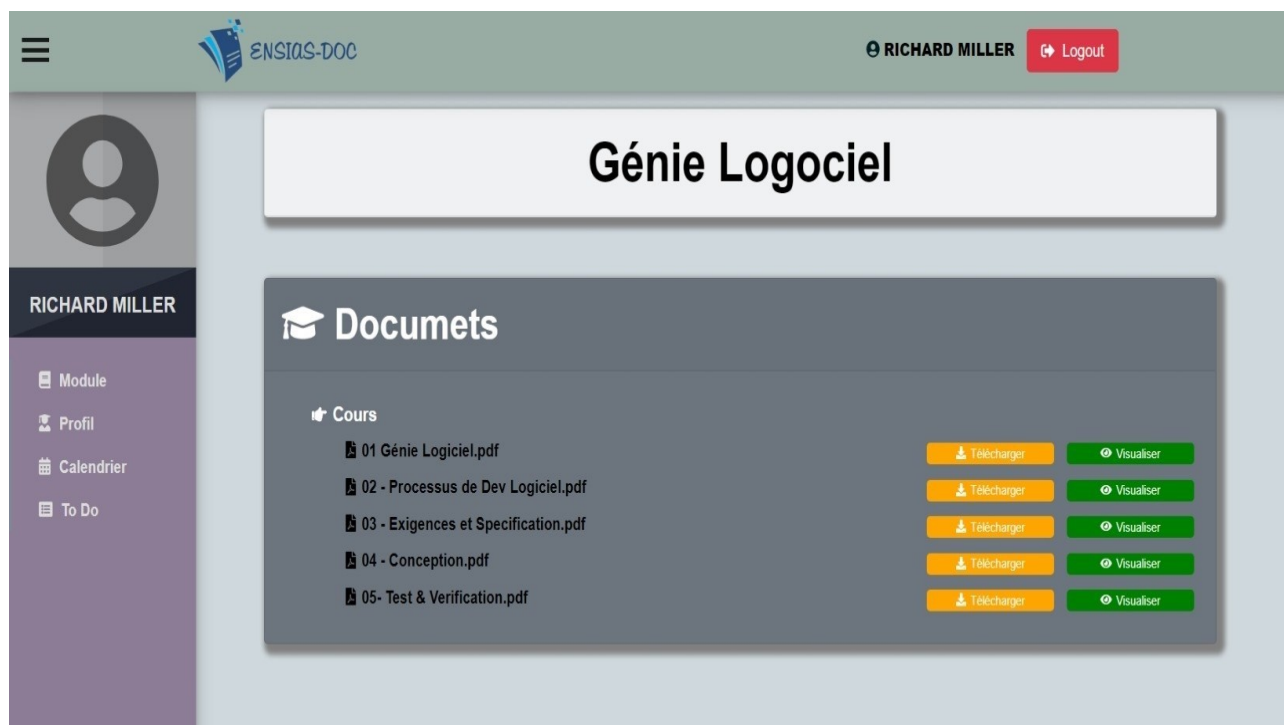 ENSIAS-DOC
RICHARD MILLER
Logout
Génie Logociel
RICHARD MILLER
Module
Profil
Calendrier
To Do
Documets
Cours
01 Génie Logiciel.pdf Télécharger Visualiser
02 - Processus de Dev Logiciel.pdf Télécharger Visualiser
03 - Exigences et Specification.pdf Télécharger Visualiser
04 - Conception.pdf Télécharger Visualiser
05- Test & Verification.pdf Télécharger Visualiser